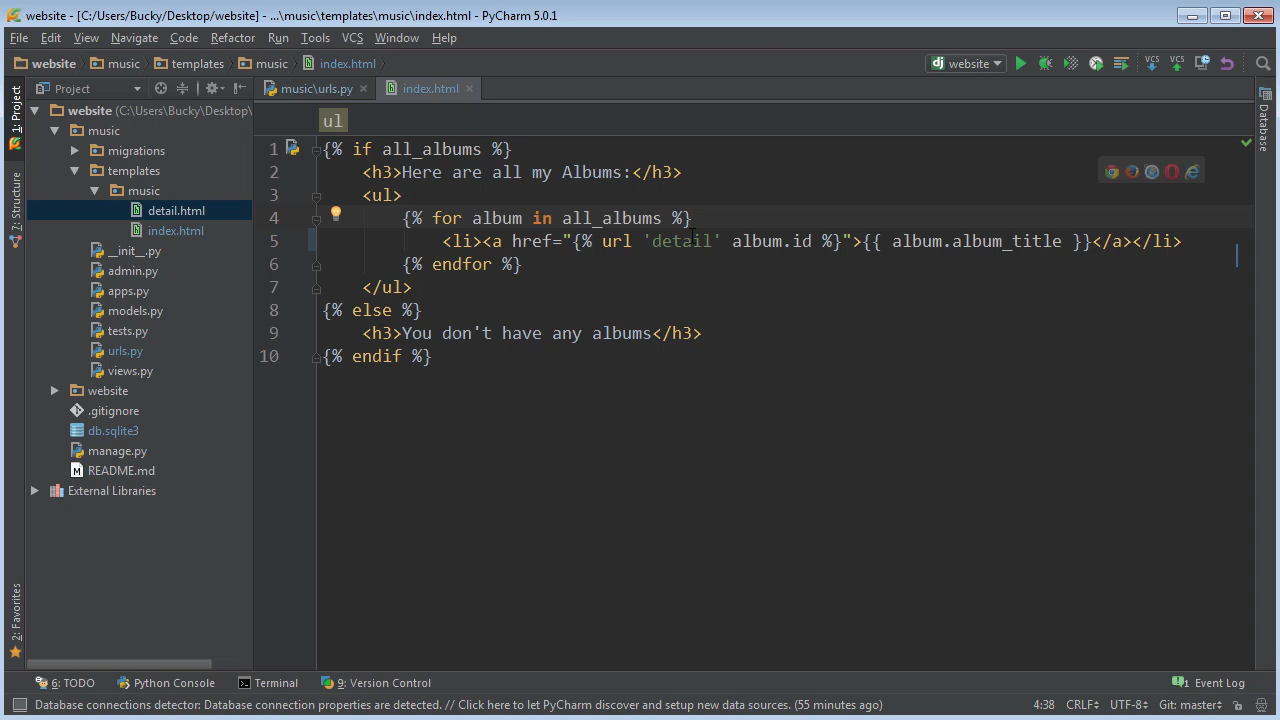 website - [C:/Users/Bucky/Desktop/website] - ...\music\templates\music\index.html - PyCharm 5.0.1
File Edit View Navigate Code Refactor Run Tools VCS Window Help
website music templates music index.html website
1: Project
Project
music\urls.py index.html
Database
website (C:\Users\Bucky\Desktop\
ul
music
migrations
templates
music
detail.html
index.html
__init__.py
admin.py
apps.py
models.py
tests.py
urls.py
views.py
website
.gitignore
db.sqlite3
manage.py
README.md
External Libraries
7: Structure
2: Favorites
1 {% if all_albums %}
2 <h3>Here are all my Albums:</h3>
3 <ul>
4 {% for album in all_albums %}
5 <li><a href="{% url 'detail' album.id %}">{{ album.album_title }}</a></li>
6 {% endfor %}
7 </ul>
8 {% else %}
9 <h3>You don't have any albums</h3>
10 {% endif %}
6: TODO Python Console Terminal 9: Version Control 1 Event Log
Database connections detector: Database connection properties are detected. // Click here to let PyCharm discover and setup new data sources. (55 minutes ago) 4:38 CRLF÷ UTF-8÷ Git: master÷